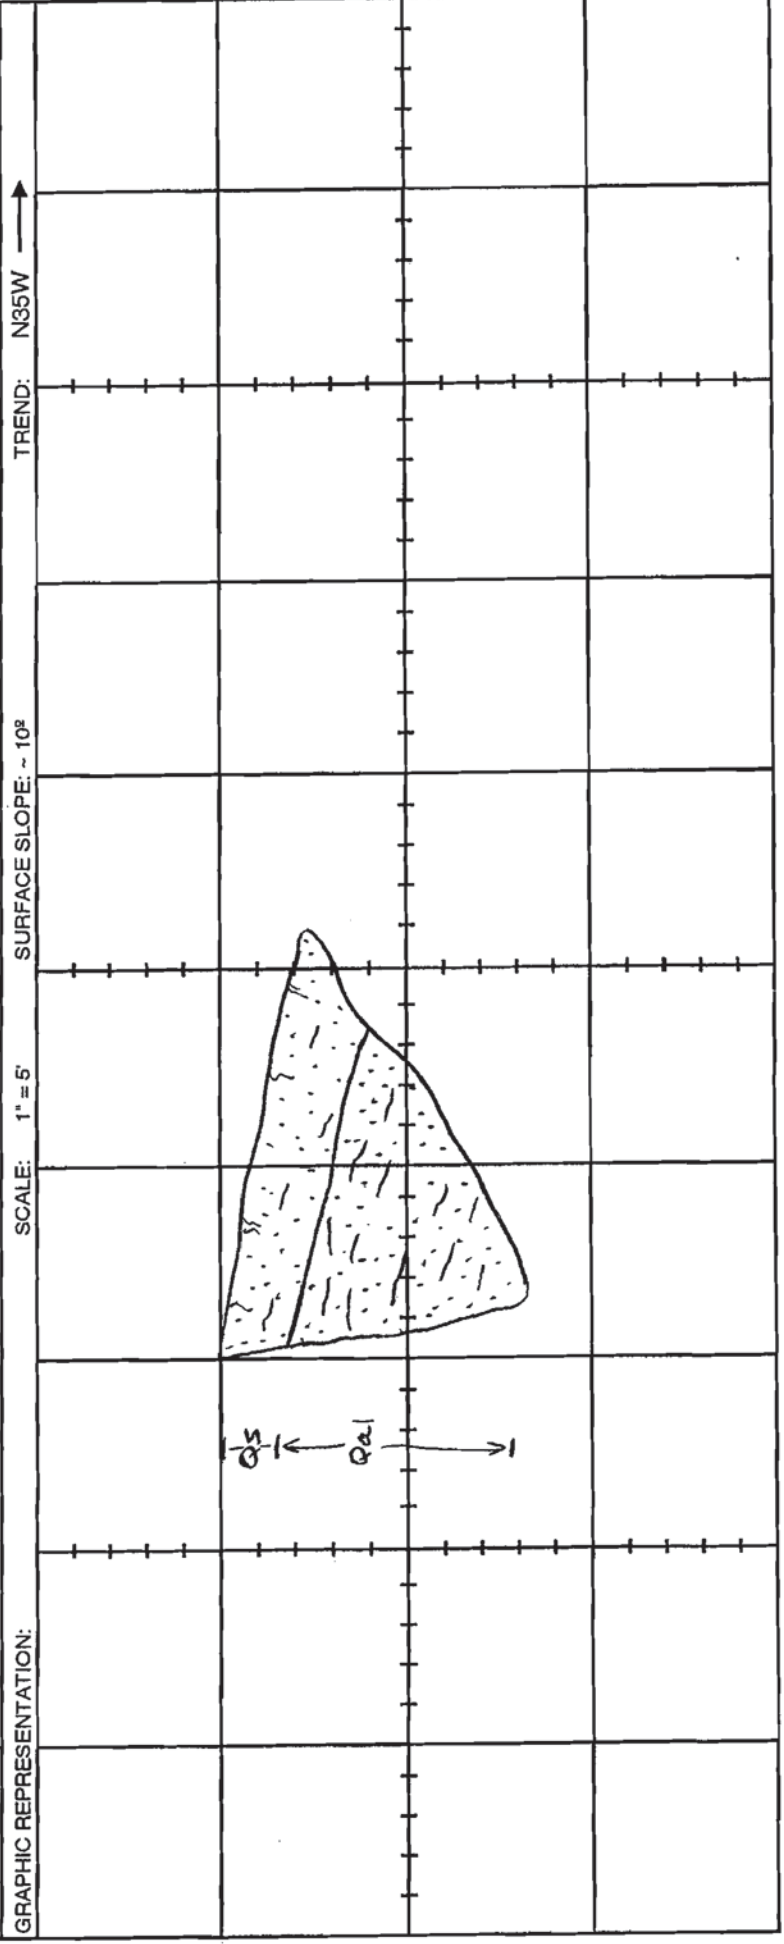 GRAPHIC REPRESENTATION: SCALE: 1" = 5' SURFACE SLOPE: ~ 10º TREND: N35W →
Qs
Qal